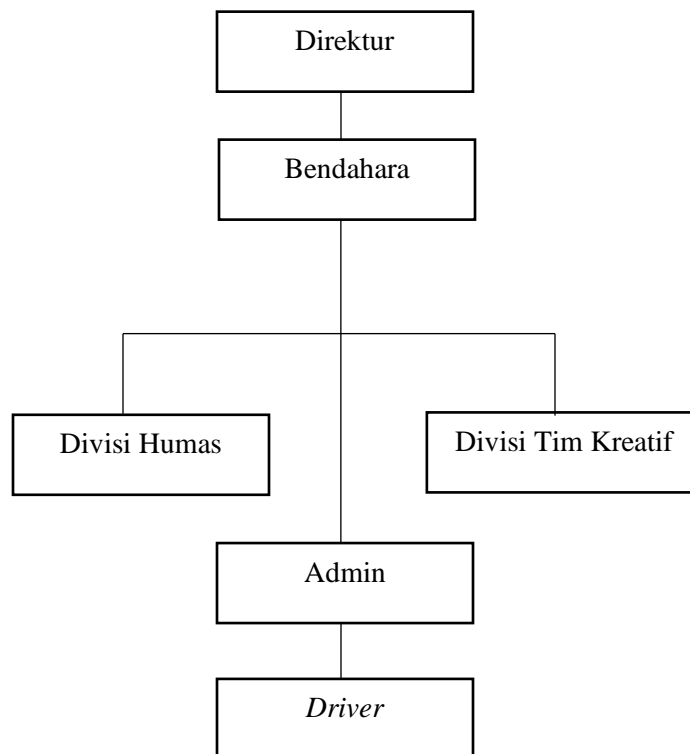 Direktur
Bendahara
Divisi Humas
Divisi Tim Kreatif
Admin
Driver